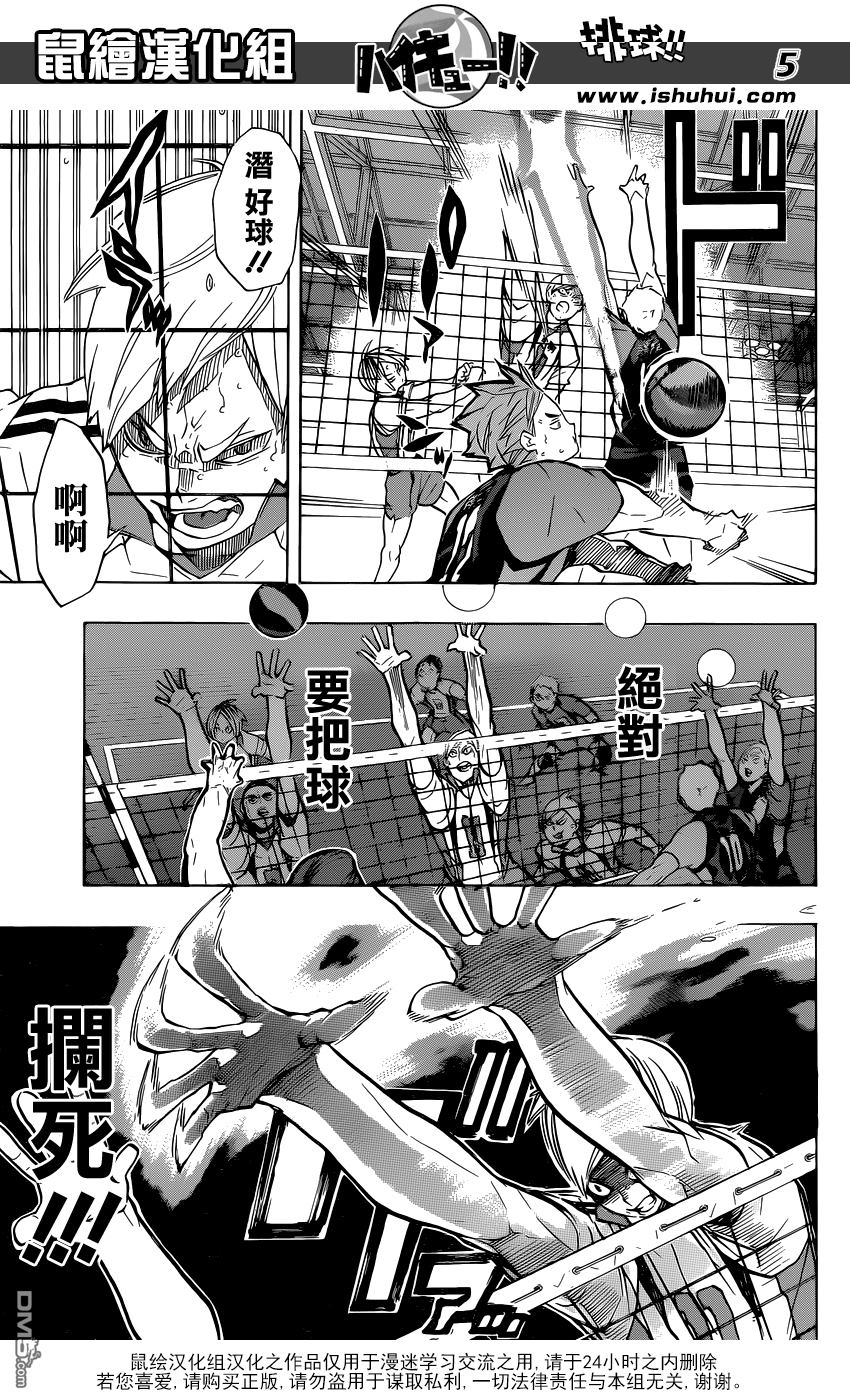 鼠繪漢化組
ハイキュー!!
排球!!
5
www.ishuhui.com
ド
潛好球!!
啊啊
絕對
要把球
攔死!!!
DM5
鼠绘汉化组汉化之作品仅用于漫迷学习交流之用,请于24小时之内删除
若您喜爱,请购买正版,请勿盗用于谋取私利,一切法律责任与本组无关,谢谢。